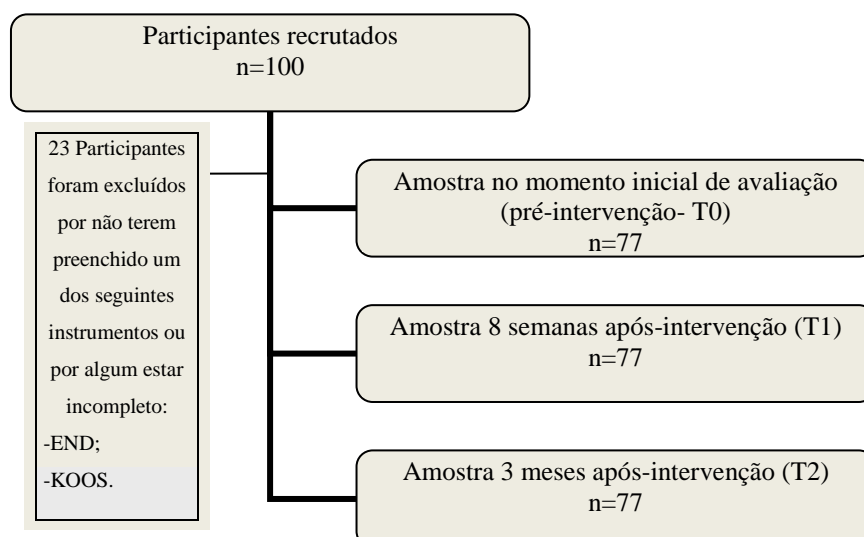 Participantes recrutados
n=100
23 Participantes
foram excluídos
por não terem
preenchido um
dos seguintes
instrumentos ou
por algum estar
incompleto:
-END;
-KOOS.
Amostra no momento inicial de avaliação
(pré-intervenção- T0)
n=77
Amostra 8 semanas após-intervenção (T1)
n=77
Amostra 3 meses após-intervenção (T2)
n=77